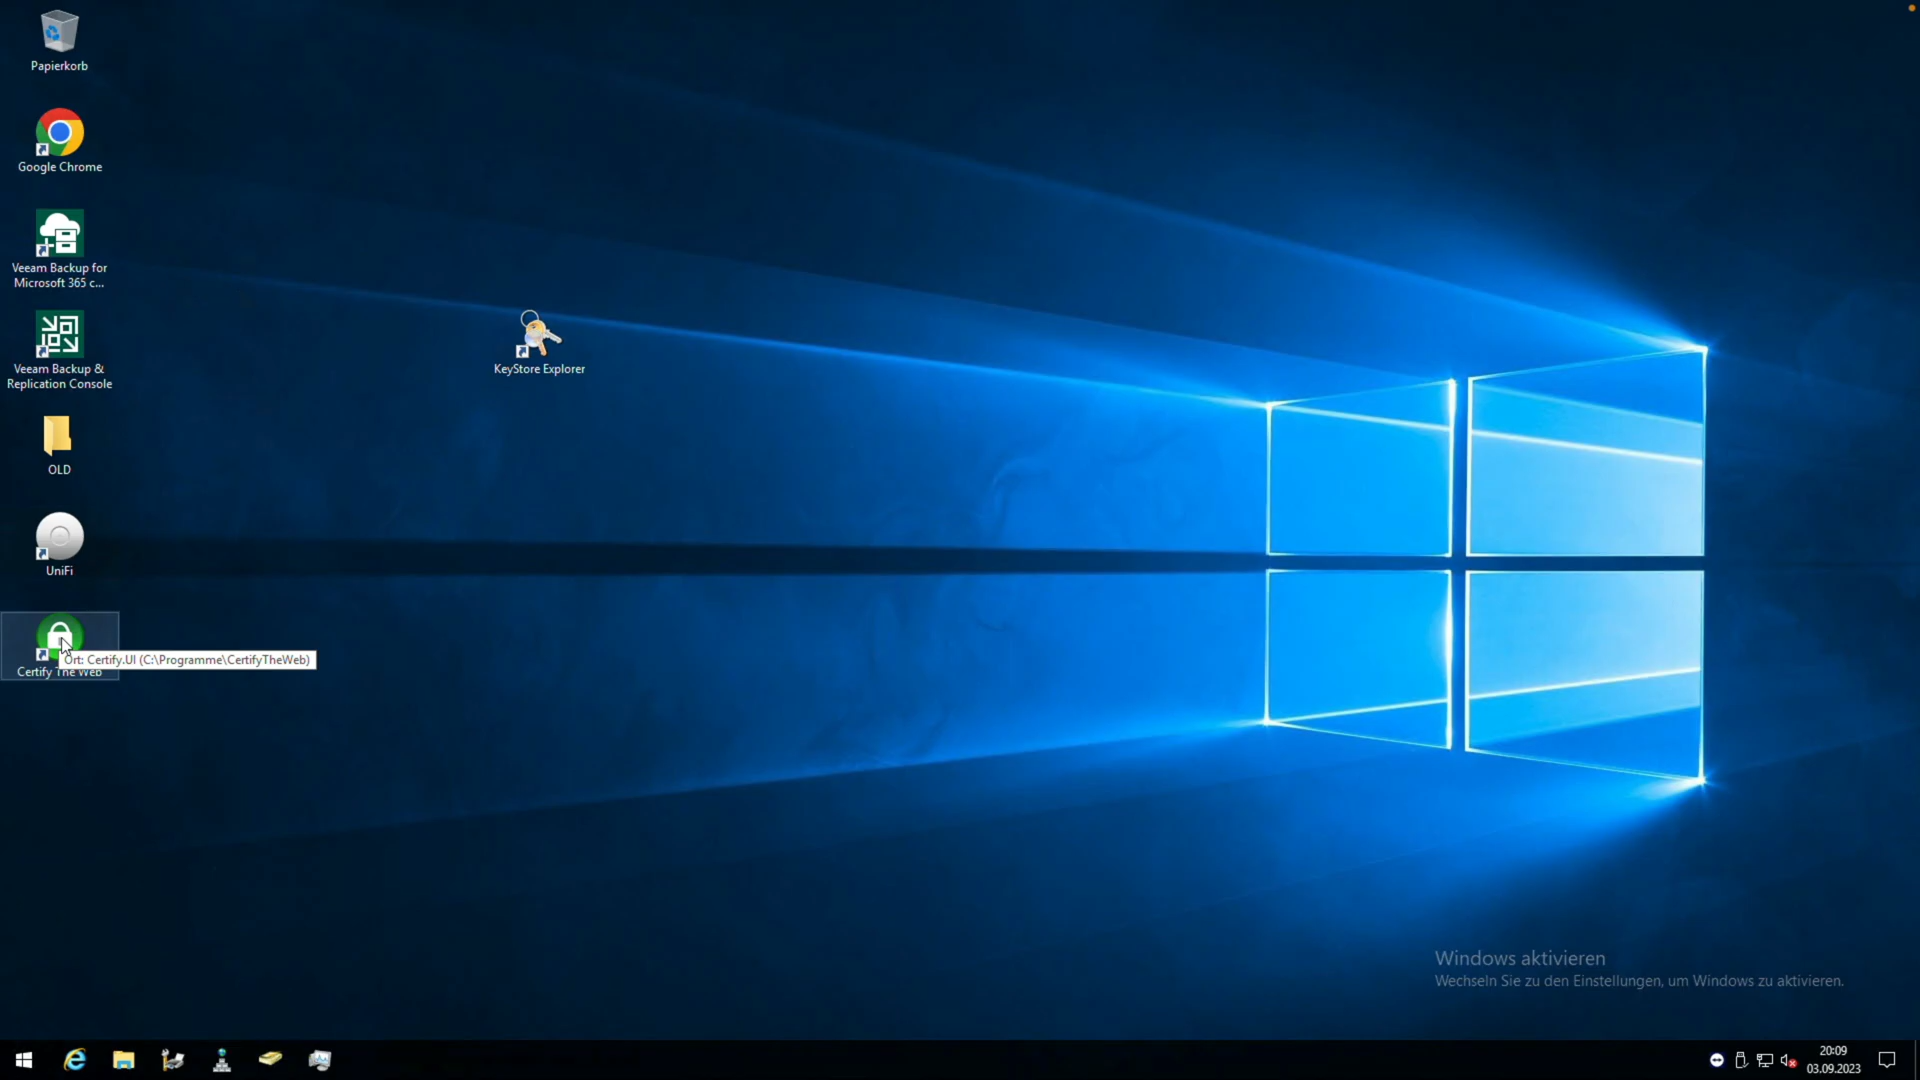 Papierkorb
Google Chrome
Veeam Backup for
Microsoft 365 c...
Veeam Backup &
Replication Console
KeyStore Explorer
OLD
UniFi
Ort: Certify.UI (C:\Programme\CertifyTheWeb)
Certify The Web
Windows aktivieren
Wechseln Sie zu den Einstellungen, um Windows zu aktivieren.
20:09
03.09.2023